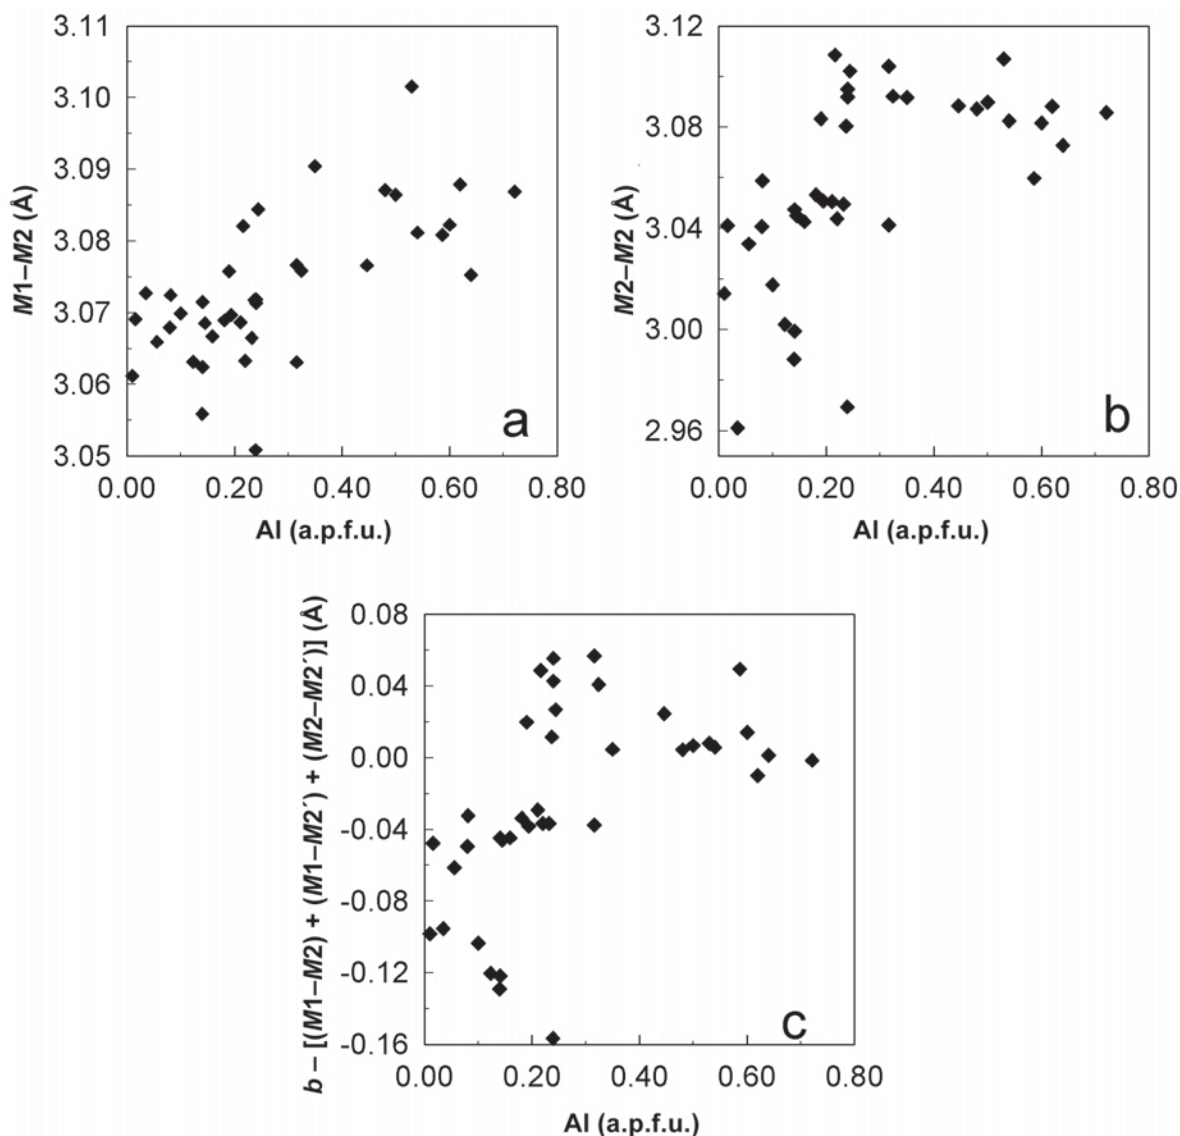 3.11
3.10
3.09
3.08
3.07
3.06
3.05
M1–M2 (Å)
a
0.00 0.20 0.40 0.60 0.80
Al (a.p.f.u.)
3.12
3.08
3.04
3.00
2.96
M2–M2 (Å)
b
0.00 0.20 0.40 0.60 0.80
Al (a.p.f.u.)
0.08
0.04
0.00
-0.04
-0.08
-0.12
-0.16
b – [(M1–M2) + (M1–M2´) + (M2–M2´)] (Å)
c
0.00 0.20 0.40 0.60 0.80
Al (a.p.f.u.)